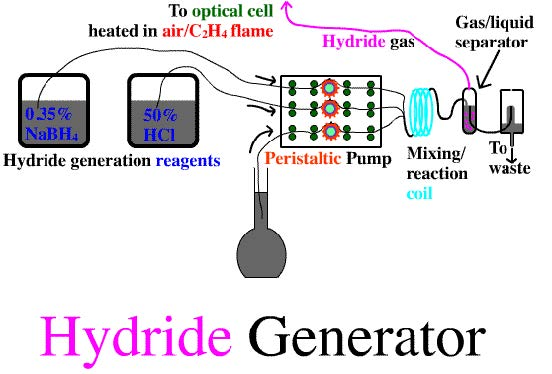 To optical cell
heated in air/C₂H₄ flame
Hydride gas
Gas/liquid
separator
0.35%
NaBH₄
50%
HCl
Hydride generation reagents
Peristaltic Pump
Mixing/
reaction
coil
To
waste
Hydride Generator